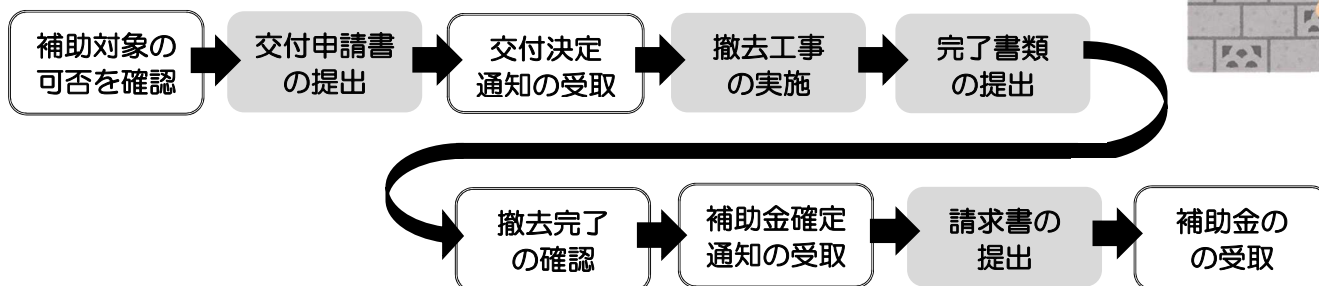 補助対象の
可否を確認
交付申請書
の提出
交付決定
通知の受取
撤去工事
の実施
完了書類
の提出
撤去完了
の確認
補助金確定
通知の受取
請求書の
提出
補助金の
の受取